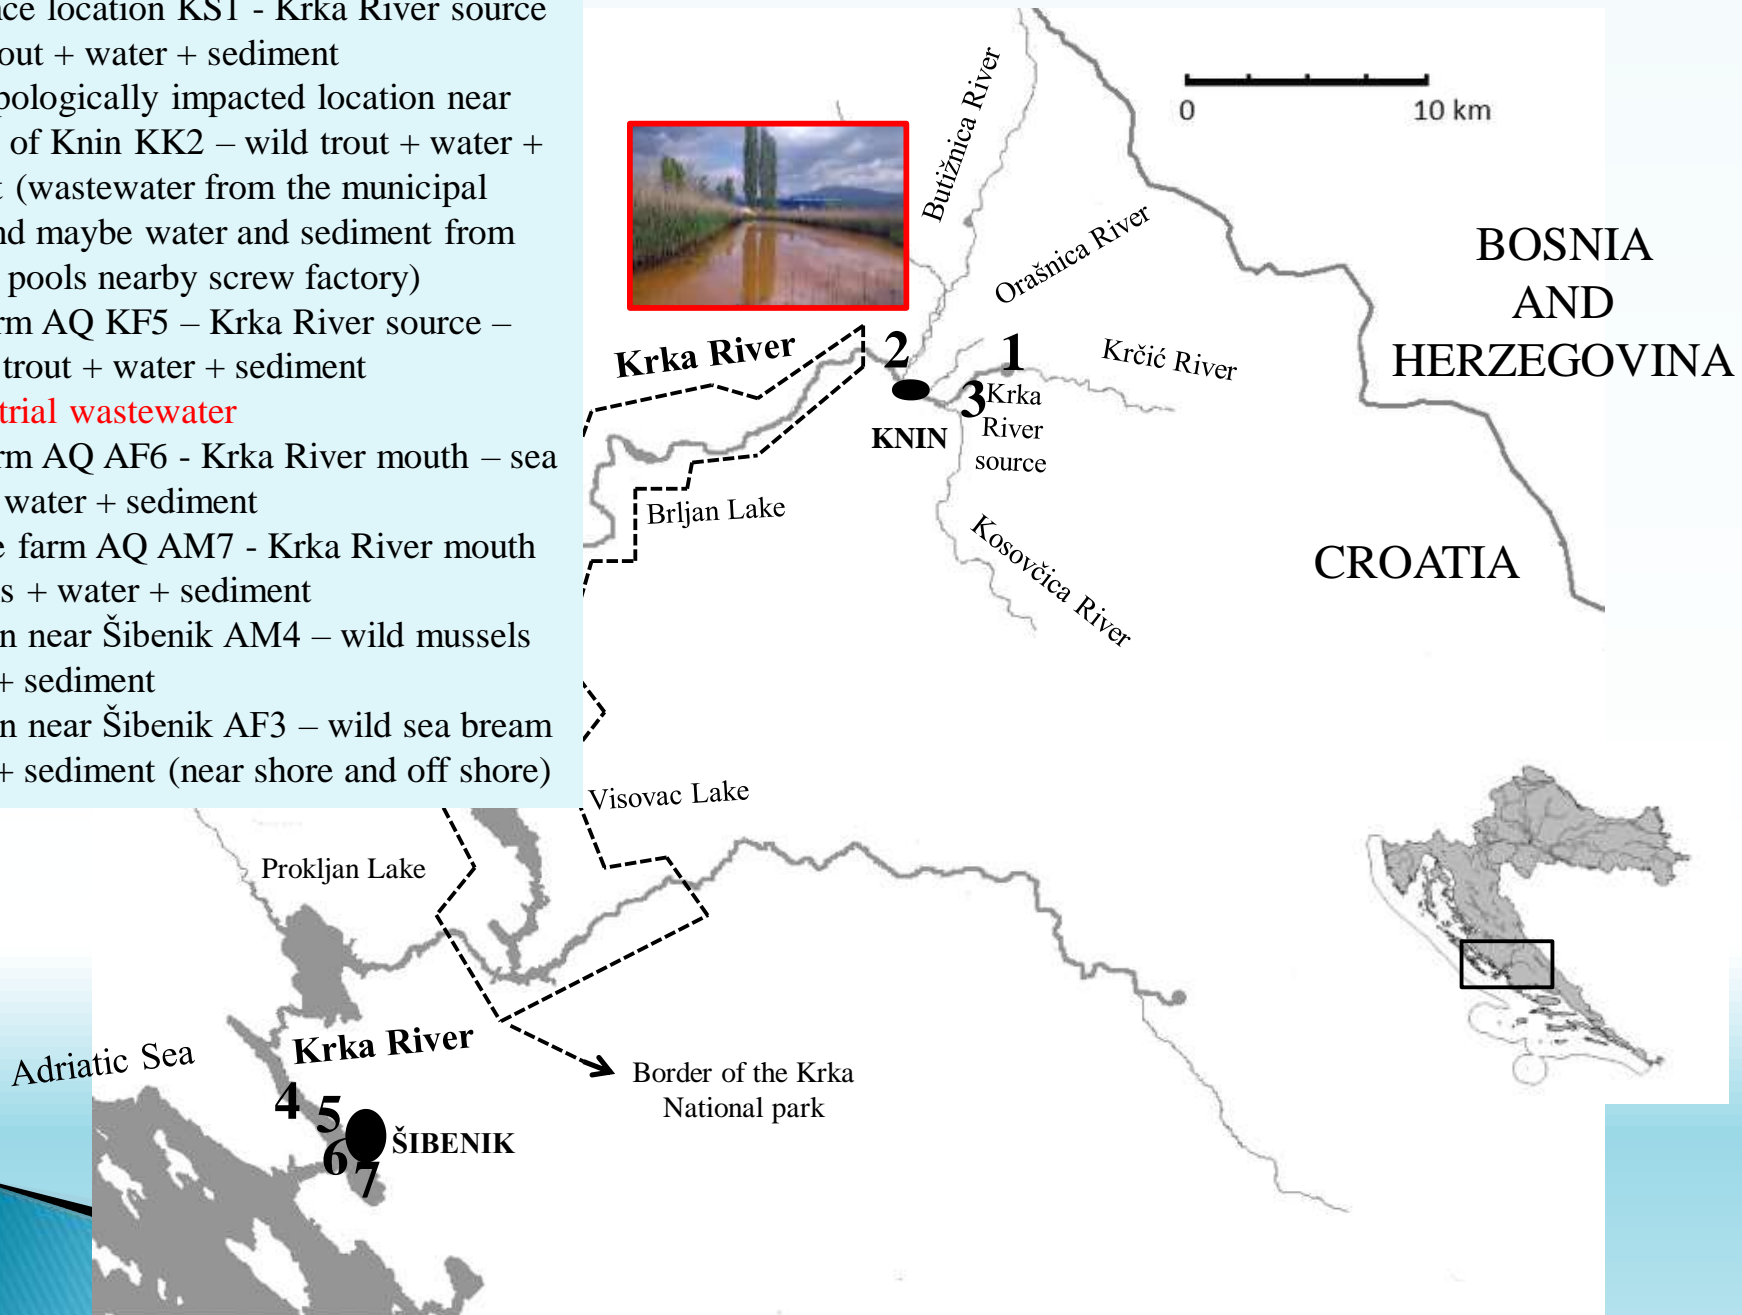 nce location KS1 - Krka River source
out + water + sediment
pologically impacted location near
of Knin KK2 – wild trout + water +
t (wastewater from the municipal
nd maybe water and sediment from
pools nearby screw factory)
rm AQ KF5 – Krka River source –
trout + water + sediment
trial wastewater
rm AQ AF6 - Krka River mouth – sea
water + sediment
e farm AQ AM7 - Krka River mouth
s + water + sediment
n near Šibenik AM4 – wild mussels
+ sediment
n near Šibenik AF3 – wild sea bream
+ sediment (near shore and off shore)
0
10 km
Butižnica River
Orašnica River
BOSNIA
AND
HERZEGOVINA
Krka River
2
1
Krčić River
3
Krka
River
source
KNIN
Brljan Lake
Kosovčica River
CROATIA
Visovac Lake
Prokljan Lake
Krka River
Adriatic Sea
Border of the Krka
National park
4
5
6
7
ŠIBENIK